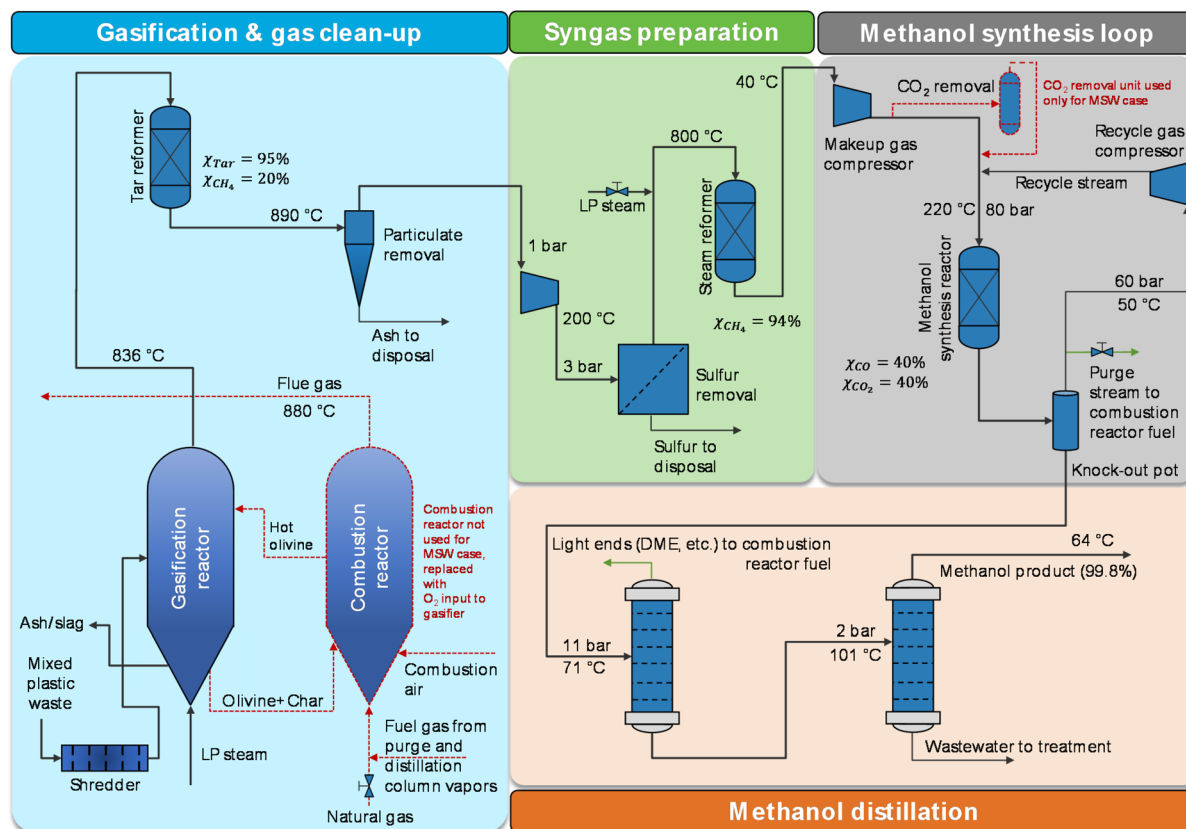 Gasification & gas clean-up
Syngas preparation
Methanol synthesis loop
Tar reformer
χ_Tar = 95%
χ_CH₄ = 20%
890 °C
Particulate
removal
Ash to
disposal
836 °C
Flue gas
880 °C
Gasification
reactor
Hot
olivine
Combustion
reactor
Combustion
reactor not
used for
MSW case,
replaced
with
O₂ input to
gasifier
Ash/slag
Mixed
plastic
waste
Shredder
LP steam
Olivine+ Char
Combustion
air
Fuel gas from
purge and
distillation
column vapors
Natural gas
1 bar
200 °C
3 bar
Sulfur
removal
Sulfur to
disposal
LP steam
800 °C
Steam reformer
χ_CH₄ = 94%
40 °C
CO₂ removal
CO₂ removal unit used
only for MSW case
Makeup gas
compressor
Recycle gas
compressor
Recycle stream
220 °C
80 bar
Methanol
synthesis reactor
χ_CO = 40%
χ_CO₂ = 40%
60 bar
50 °C
Purge
stream to
combustion
reactor fuel
Knock-out pot
Light ends (DME, etc.) to combustion
reactor fuel
11 bar
71 °C
2 bar
101 °C
64 °C
Methanol product (99.8%)
Wastewater to treatment
Methanol distillation